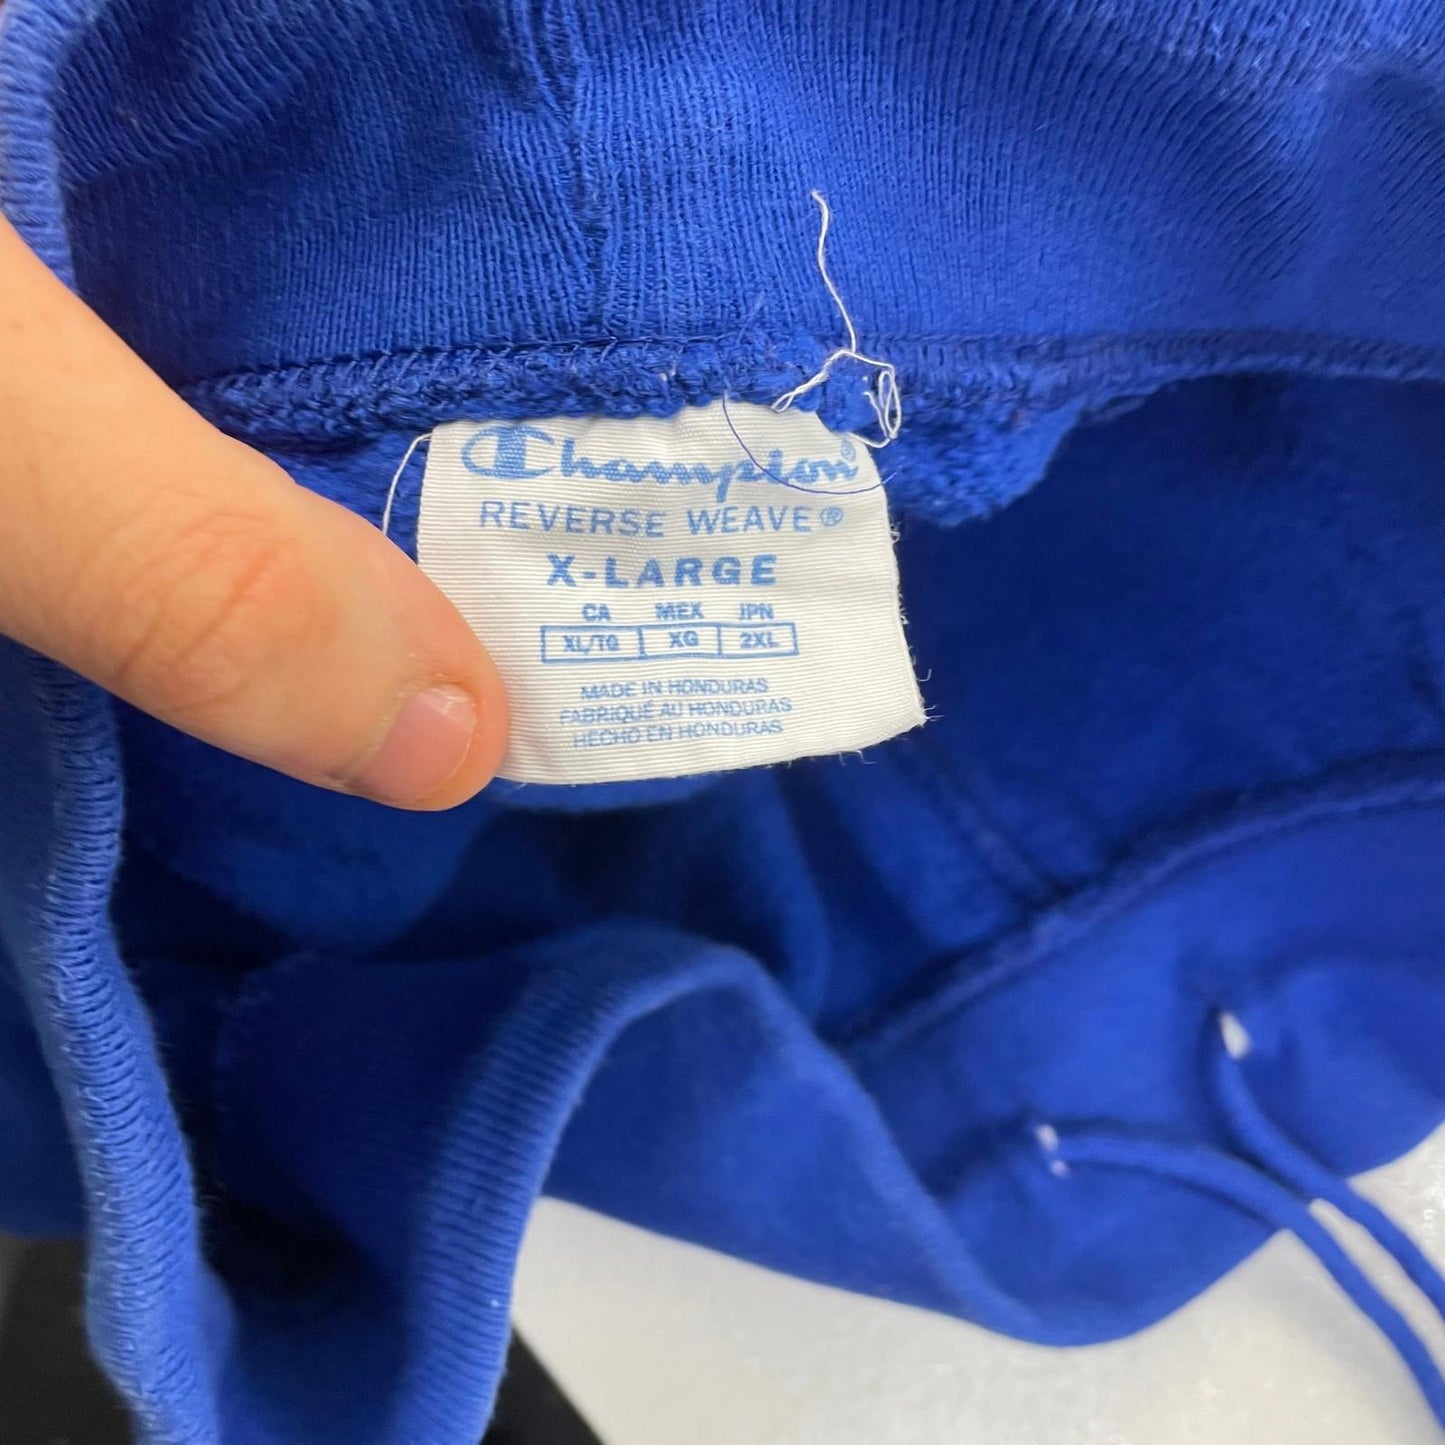 Champion®
REVERSE WEAVE®
X-LARGE
CA MEX JPN
XL/TG XG 2XL
MADE IN HONDURAS
FABRIQUÉ AU HONDURAS
HECHO EN HONDURAS